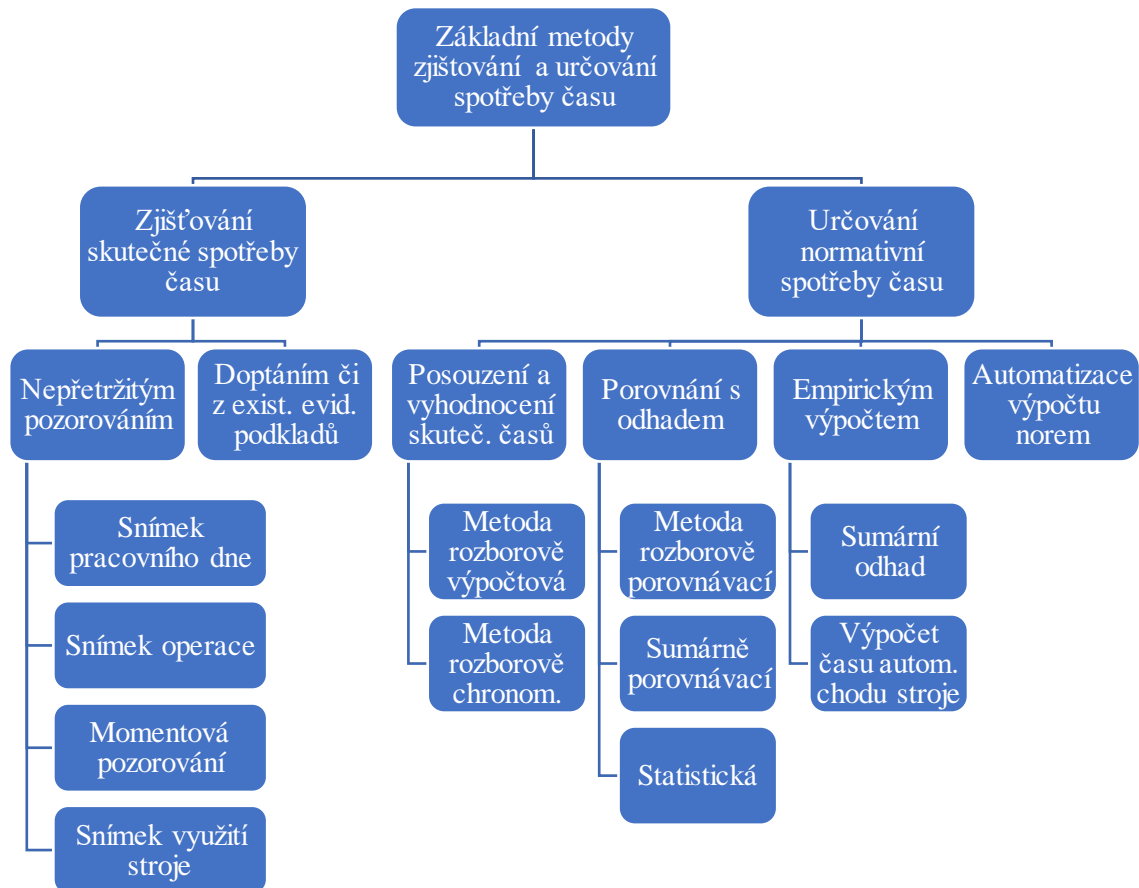 Základní metody
zjištování a určování
spotřeby času
Zjišťování
skutečné spotřeby
času
Určování
normativní
spotřeby času
Nepřetržitým
pozorováním
Doptáním či
z exist. evid.
podkladů
Posouzení a
vyhodnocení
skuteč. časů
Porovnání s
odhadem
Empirickým
výpočtem
Automatizace
výpočtu
norem
Snímek
pracovního dne
Snímek operace
Momentová
pozorování
Snímek využití
stroje
Metoda
rozborově
výpočtová
Metoda
rozborově
chronom.
Metoda
rozborově
porovnávací
Sumárně
porovnávací
Statistická
Sumární
odhad
Výpočet
času autom.
chodu stroje